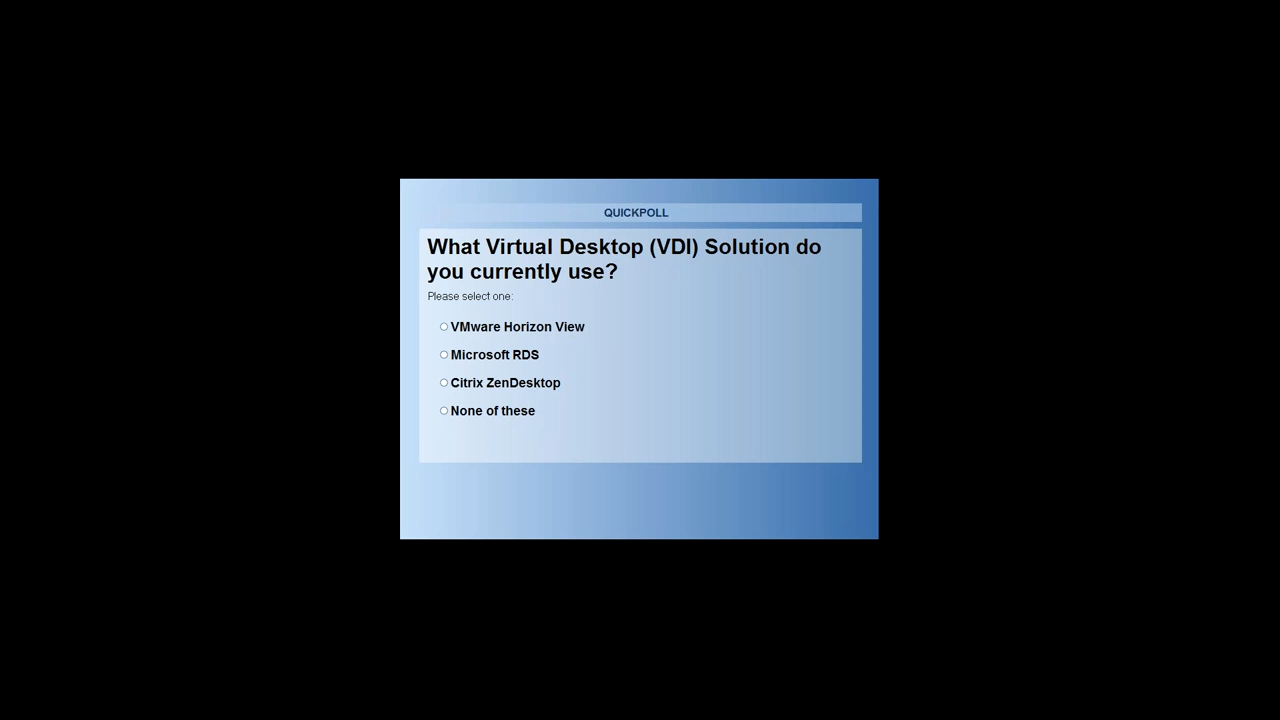 QUICKPOLL
What Virtual Desktop (VDI) Solution do
you currently use?
Please select one:
VMware Horizon View
Microsoft RDS
Citrix ZenDesktop
None of these